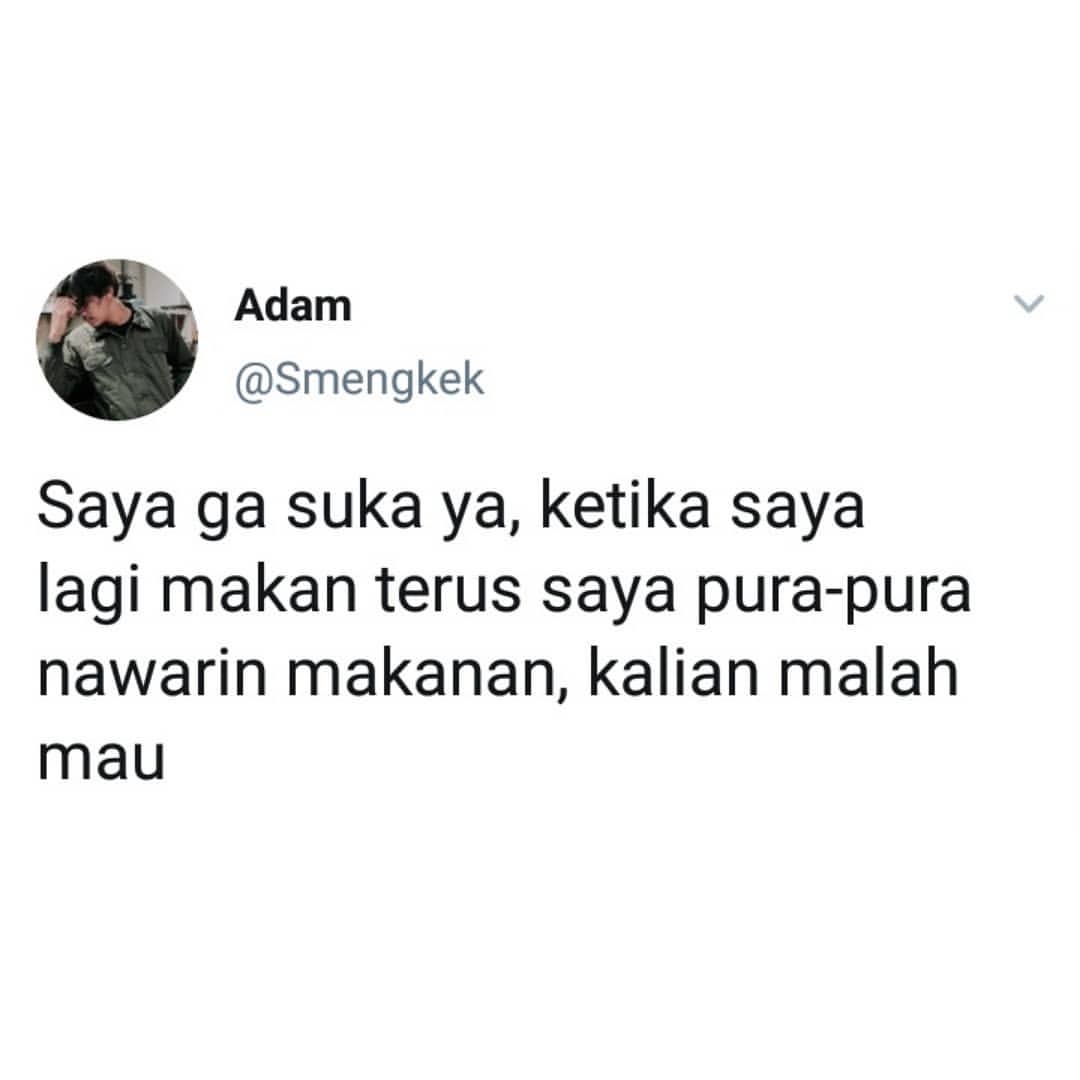 Adam
@Smengkek
Saya ga suka ya, ketika saya
lagi makan terus saya pura-pura
nawarin makanan, kalian malah
mau